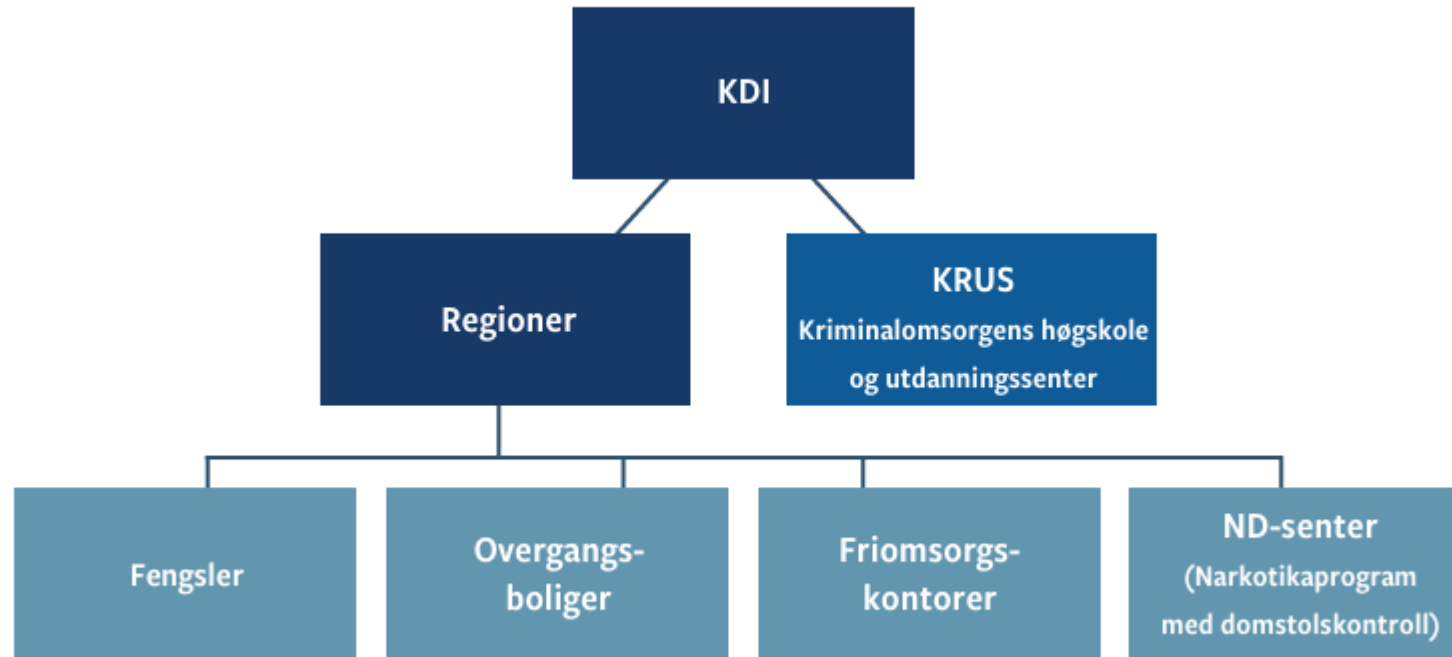 KDI
Regioner
KRUS
Kriminalomsorgens høgskole
og utdanningssenter
Fengsler
Overgangs-
boliger
Friomsorgs-
kontorer
ND-senter
(Narkotikaprogram
med domstolskontroll)